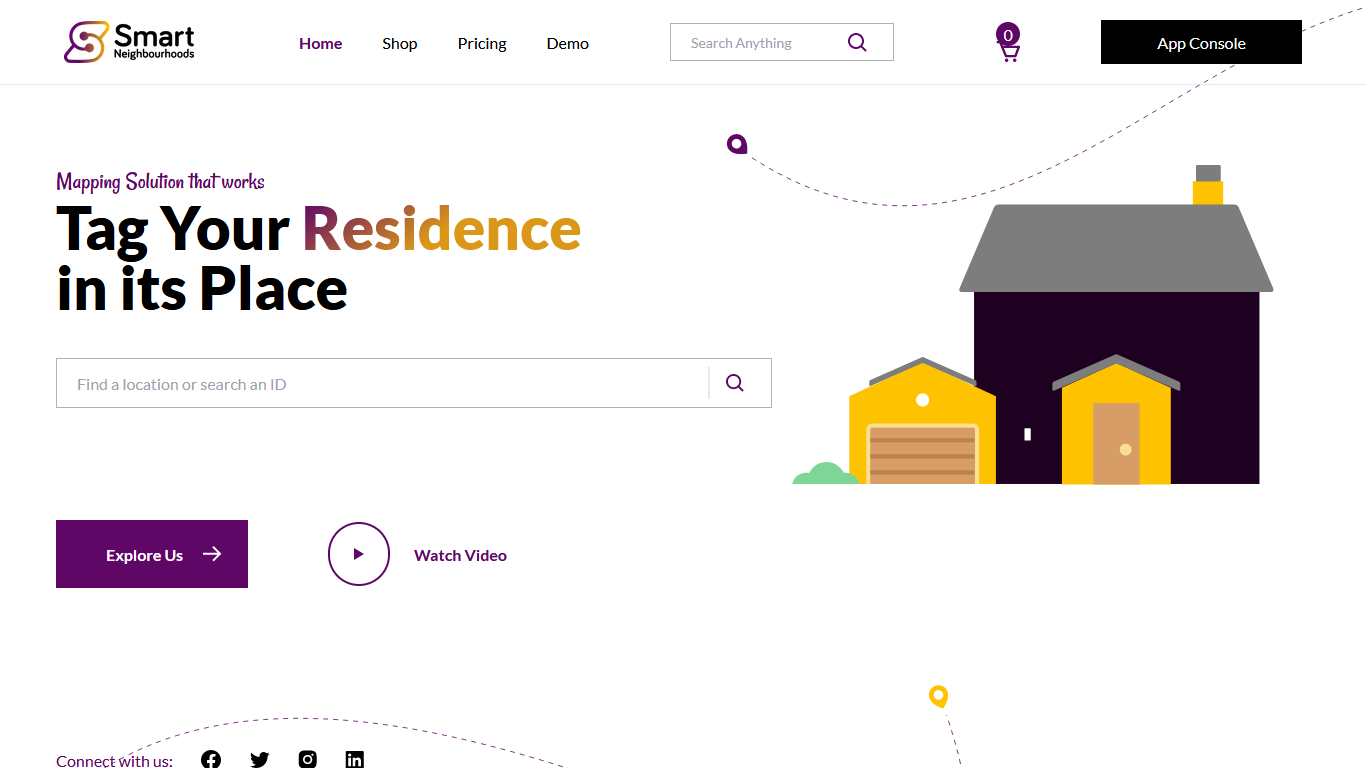 Smart
Neighbourhoods
Home
Shop
Pricing
Demo
Search Anything
0
App Console
Mapping Solution that works
Tag Your Residence
in its Place
Find a location or search an ID
Explore Us
Watch Video
Connect with us: